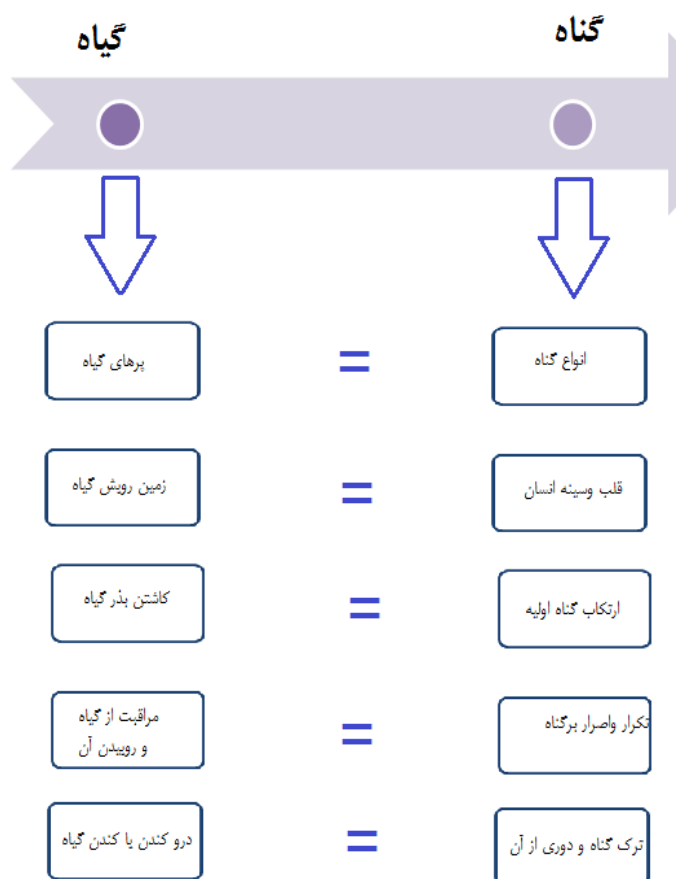 گناه
گیاه
انواع گناه
=
پرهای گیاه
قلب وسینه انسان
=
زمین رویش گیاه
ارتکاب گناه اولیه
=
کاشتن بذر گیاه
تکرار واصرار برگناه
=
مراقبت از گیاه
و روییدن آن
ترک گناه و دوری از آن
=
درو کندن یا کندن گیاه